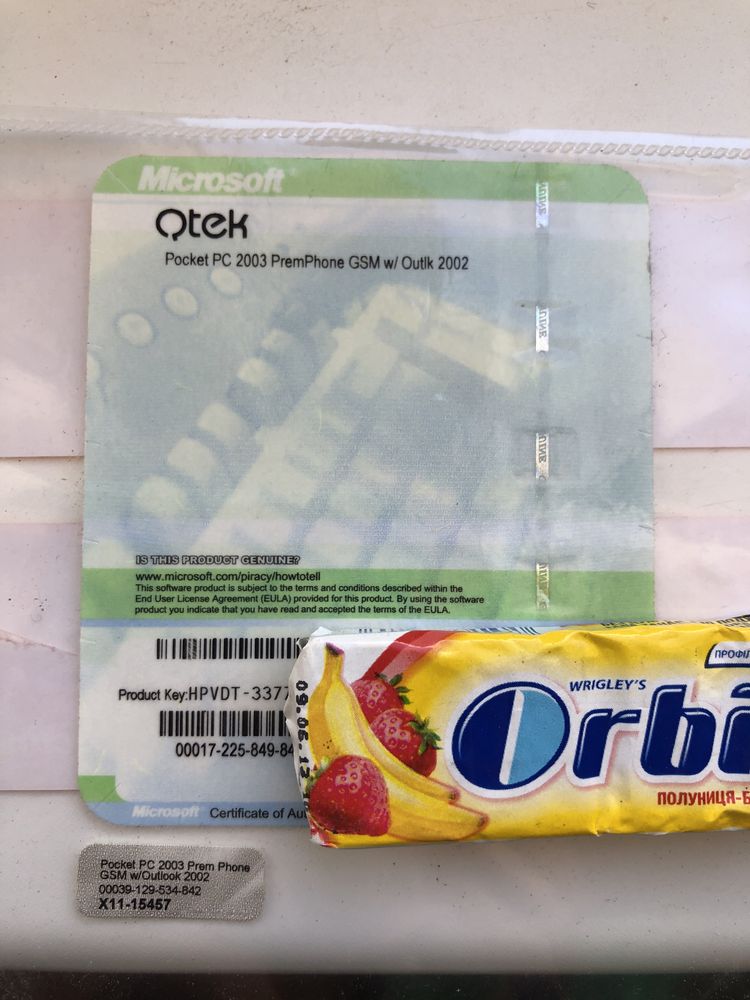 Microsoft
Qtek
Pocket PC 2003 PremPhone GSM w/ Outlk 2002
IS THIS PRODUCT GENUINE?
www.microsoft.com/piracy/howtotell
This software product is subject to the terms and conditions described within the
End User License Agreement (EULA) provided for this product. By using the software
product you indicate that you have read and accepted the terms of the EULA.
Product Key:HPVDT-3377
00017-225-849-84
Microsoft Certificate of Au
09.06.13
WRIGLEY'S
Orbi
ПРОФІЛ
ПОЛУНИЦЯ-Б
Pocket PC 2003 Prem Phone
GSM w/Outlook 2002
00039-129-534-842
X11-15457